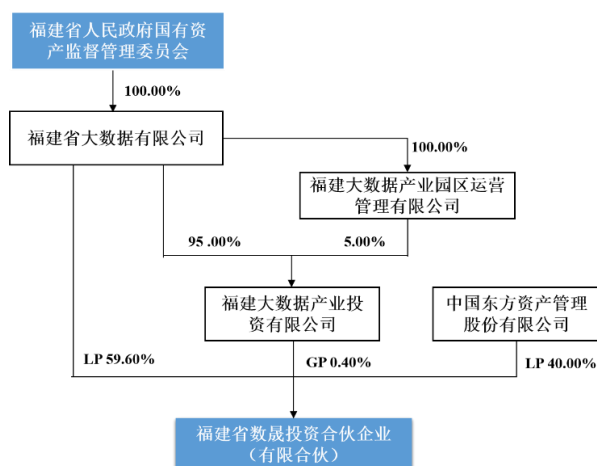 福建省人民政府国有资
产监督管理委员会
100.00%
福建省大数据有限公司
100.00%
福建大数据产业园区运营
管理有限公司
95 .00%
5.00%
福建大数据产业投
资有限公司
中国东方资产管理
股份有限公司
LP 59.60%
GP 0.40%
LP 40.00%
福建省数晟投资合伙企业
（有限合伙）